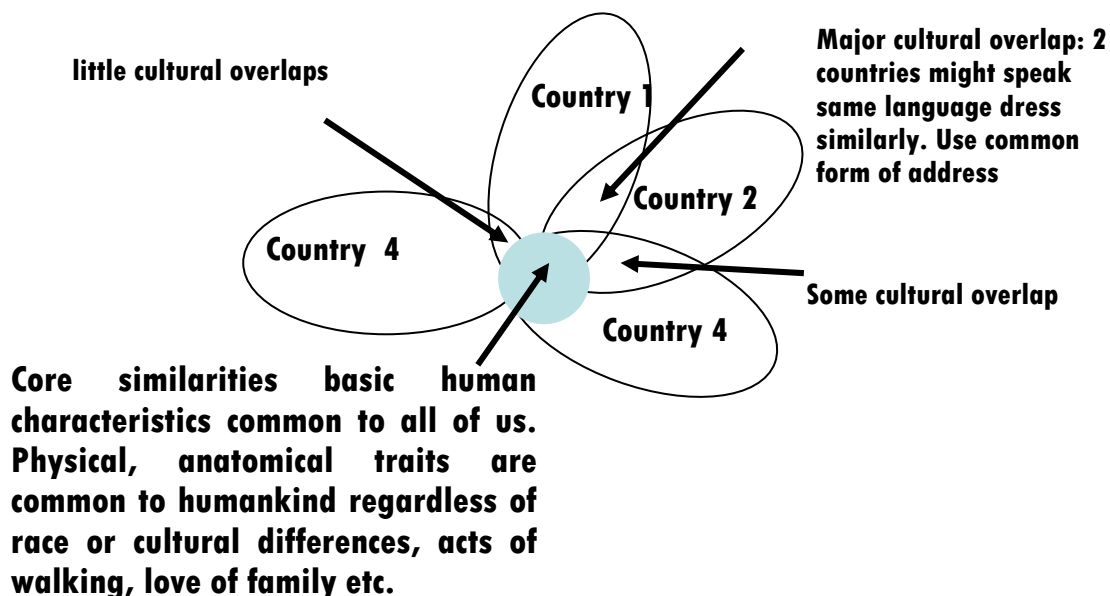 little cultural overlaps
Country 1
Major cultural overlap: 2
countries might speak
same language dress
similarly. Use common
form of address
Country 2
Country 4
Some cultural overlap
Country 4
Core similarities basic human
characteristics common to all of us.
Physical, anatomical traits are
common to humankind regardless of
race or cultural differences, acts of
walking, love of family etc.